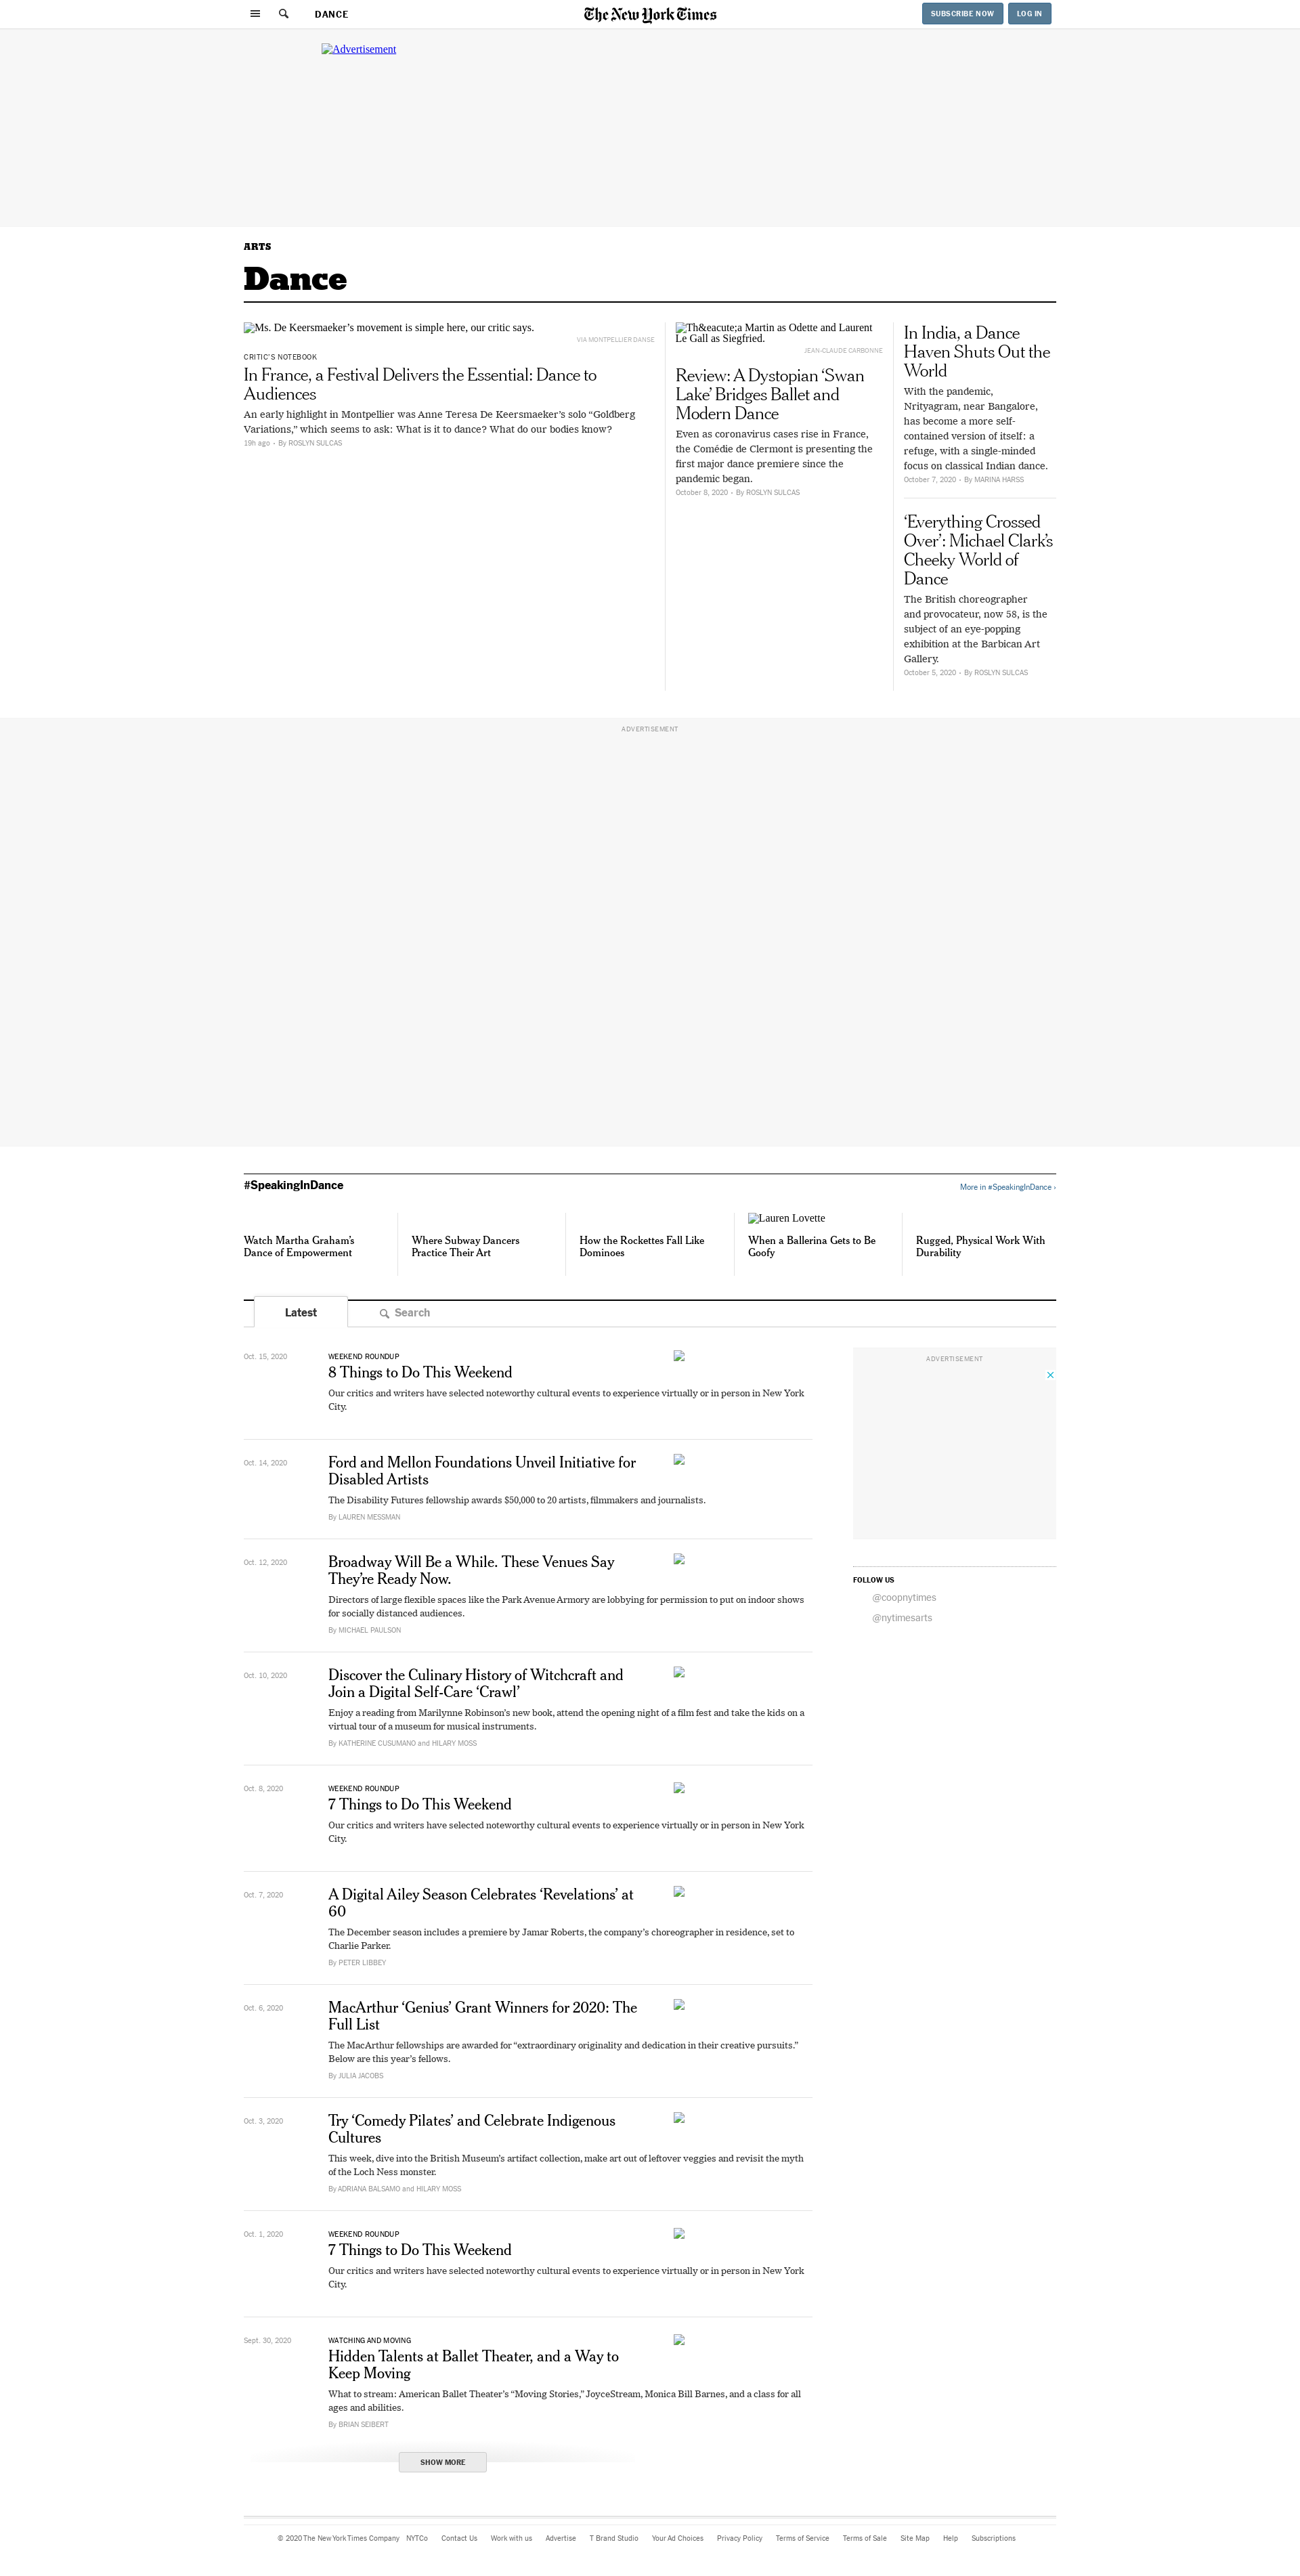 DANCE
The New York Times
SUBSCRIBE NOW
LOG IN
Advertisement
ARTS
Dance
Ms. De Keersmaeker’s movement is simple here, our critic says.
VIA MONTPELLIER DANSE
CRITIC’S NOTEBOOK
In France, a Festival Delivers the Essential: Dance to
Audiences
An early highlight in Montpellier was Anne Teresa De Keersmaeker’s solo “Goldberg
Variations,” which seems to ask: What is it to dance? What do our bodies know?
19h ago • By ROSLYN SULCAS
Th&eacute;a Martin as Odette and Laurent
Le Gall as Siegfried.
JEAN-CLAUDE CARBONNE
Review: A Dystopian ‘Swan
Lake’ Bridges Ballet and
Modern Dance
Even as coronavirus cases rise in France,
the Comédie de Clermont is presenting the
first major dance premiere since the
pandemic began.
October 8, 2020 • By ROSLYN SULCAS
In India, a Dance
Haven Shuts Out the
World
With the pandemic,
Nrityagram, near Bangalore,
has become a more self-
contained version of itself: a
refuge, with a single-minded
focus on classical Indian dance.
October 7, 2020 • By MARINA HARSS
‘Everything Crossed
Over’: Michael Clark’s
Cheeky World of
Dance
The British choreographer
and provocateur, now 58, is the
subject of an eye-popping
exhibition at the Barbican Art
Gallery.
October 5, 2020 • By ROSLYN SULCAS
ADVERTISEMENT
#SpeakingInDance
More in #SpeakingInDance ›
Watch Martha Graham’s
Dance of Empowerment
Where Subway Dancers
Practice Their Art
How the Rockettes Fall Like
Dominoes
Lauren Lovette
When a Ballerina Gets to Be
Goofy
Rugged, Physical Work With
Durability
Latest
Search
Oct. 15, 2020
WEEKEND ROUNDUP
8 Things to Do This Weekend
Our critics and writers have selected noteworthy cultural events to experience virtually or in person in New York
City.
Oct. 14, 2020
Ford and Mellon Foundations Unveil Initiative for
Disabled Artists
The Disability Futures fellowship awards $50,000 to 20 artists, filmmakers and journalists.
By LAUREN MESSMAN
Oct. 12, 2020
Broadway Will Be a While. These Venues Say
They’re Ready Now.
Directors of large flexible spaces like the Park Avenue Armory are lobbying for permission to put on indoor shows
for socially distanced audiences.
By MICHAEL PAULSON
Oct. 10, 2020
Discover the Culinary History of Witchcraft and
Join a Digital Self-Care ‘Crawl’
Enjoy a reading from Marilynne Robinson’s new book, attend the opening night of a film fest and take the kids on a
virtual tour of a museum for musical instruments.
By KATHERINE CUSUMANO and HILARY MOSS
Oct. 8, 2020
WEEKEND ROUNDUP
7 Things to Do This Weekend
Our critics and writers have selected noteworthy cultural events to experience virtually or in person in New York
City.
Oct. 7, 2020
A Digital Ailey Season Celebrates ‘Revelations’ at
60
The December season includes a premiere by Jamar Roberts, the company’s choreographer in residence, set to
Charlie Parker.
By PETER LIBBEY
Oct. 6, 2020
MacArthur ‘Genius’ Grant Winners for 2020: The
Full List
The MacArthur fellowships are awarded for “extraordinary originality and dedication in their creative pursuits.”
Below are this year’s fellows.
By JULIA JACOBS
Oct. 3, 2020
Try ‘Comedy Pilates’ and Celebrate Indigenous
Cultures
This week, dive into the British Museum’s artifact collection, make art out of leftover veggies and revisit the myth
of the Loch Ness monster.
By ADRIANA BALSAMO and HILARY MOSS
Oct. 1, 2020
WEEKEND ROUNDUP
7 Things to Do This Weekend
Our critics and writers have selected noteworthy cultural events to experience virtually or in person in New York
City.
Sept. 30, 2020
WATCHING AND MOVING
Hidden Talents at Ballet Theater, and a Way to
Keep Moving
What to stream: American Ballet Theater’s “Moving Stories,” JoyceStream, Monica Bill Barnes, and a class for all
ages and abilities.
By BRIAN SEIBERT
SHOW MORE
ADVERTISEMENT
FOLLOW US
@coopnytimes
@nytimesarts
© 2020 The New York Times Company NYTCo Contact Us Work with us Advertise T Brand Studio Your Ad Choices Privacy Policy Terms of Service Terms of Sale Site Map Help Subscriptions